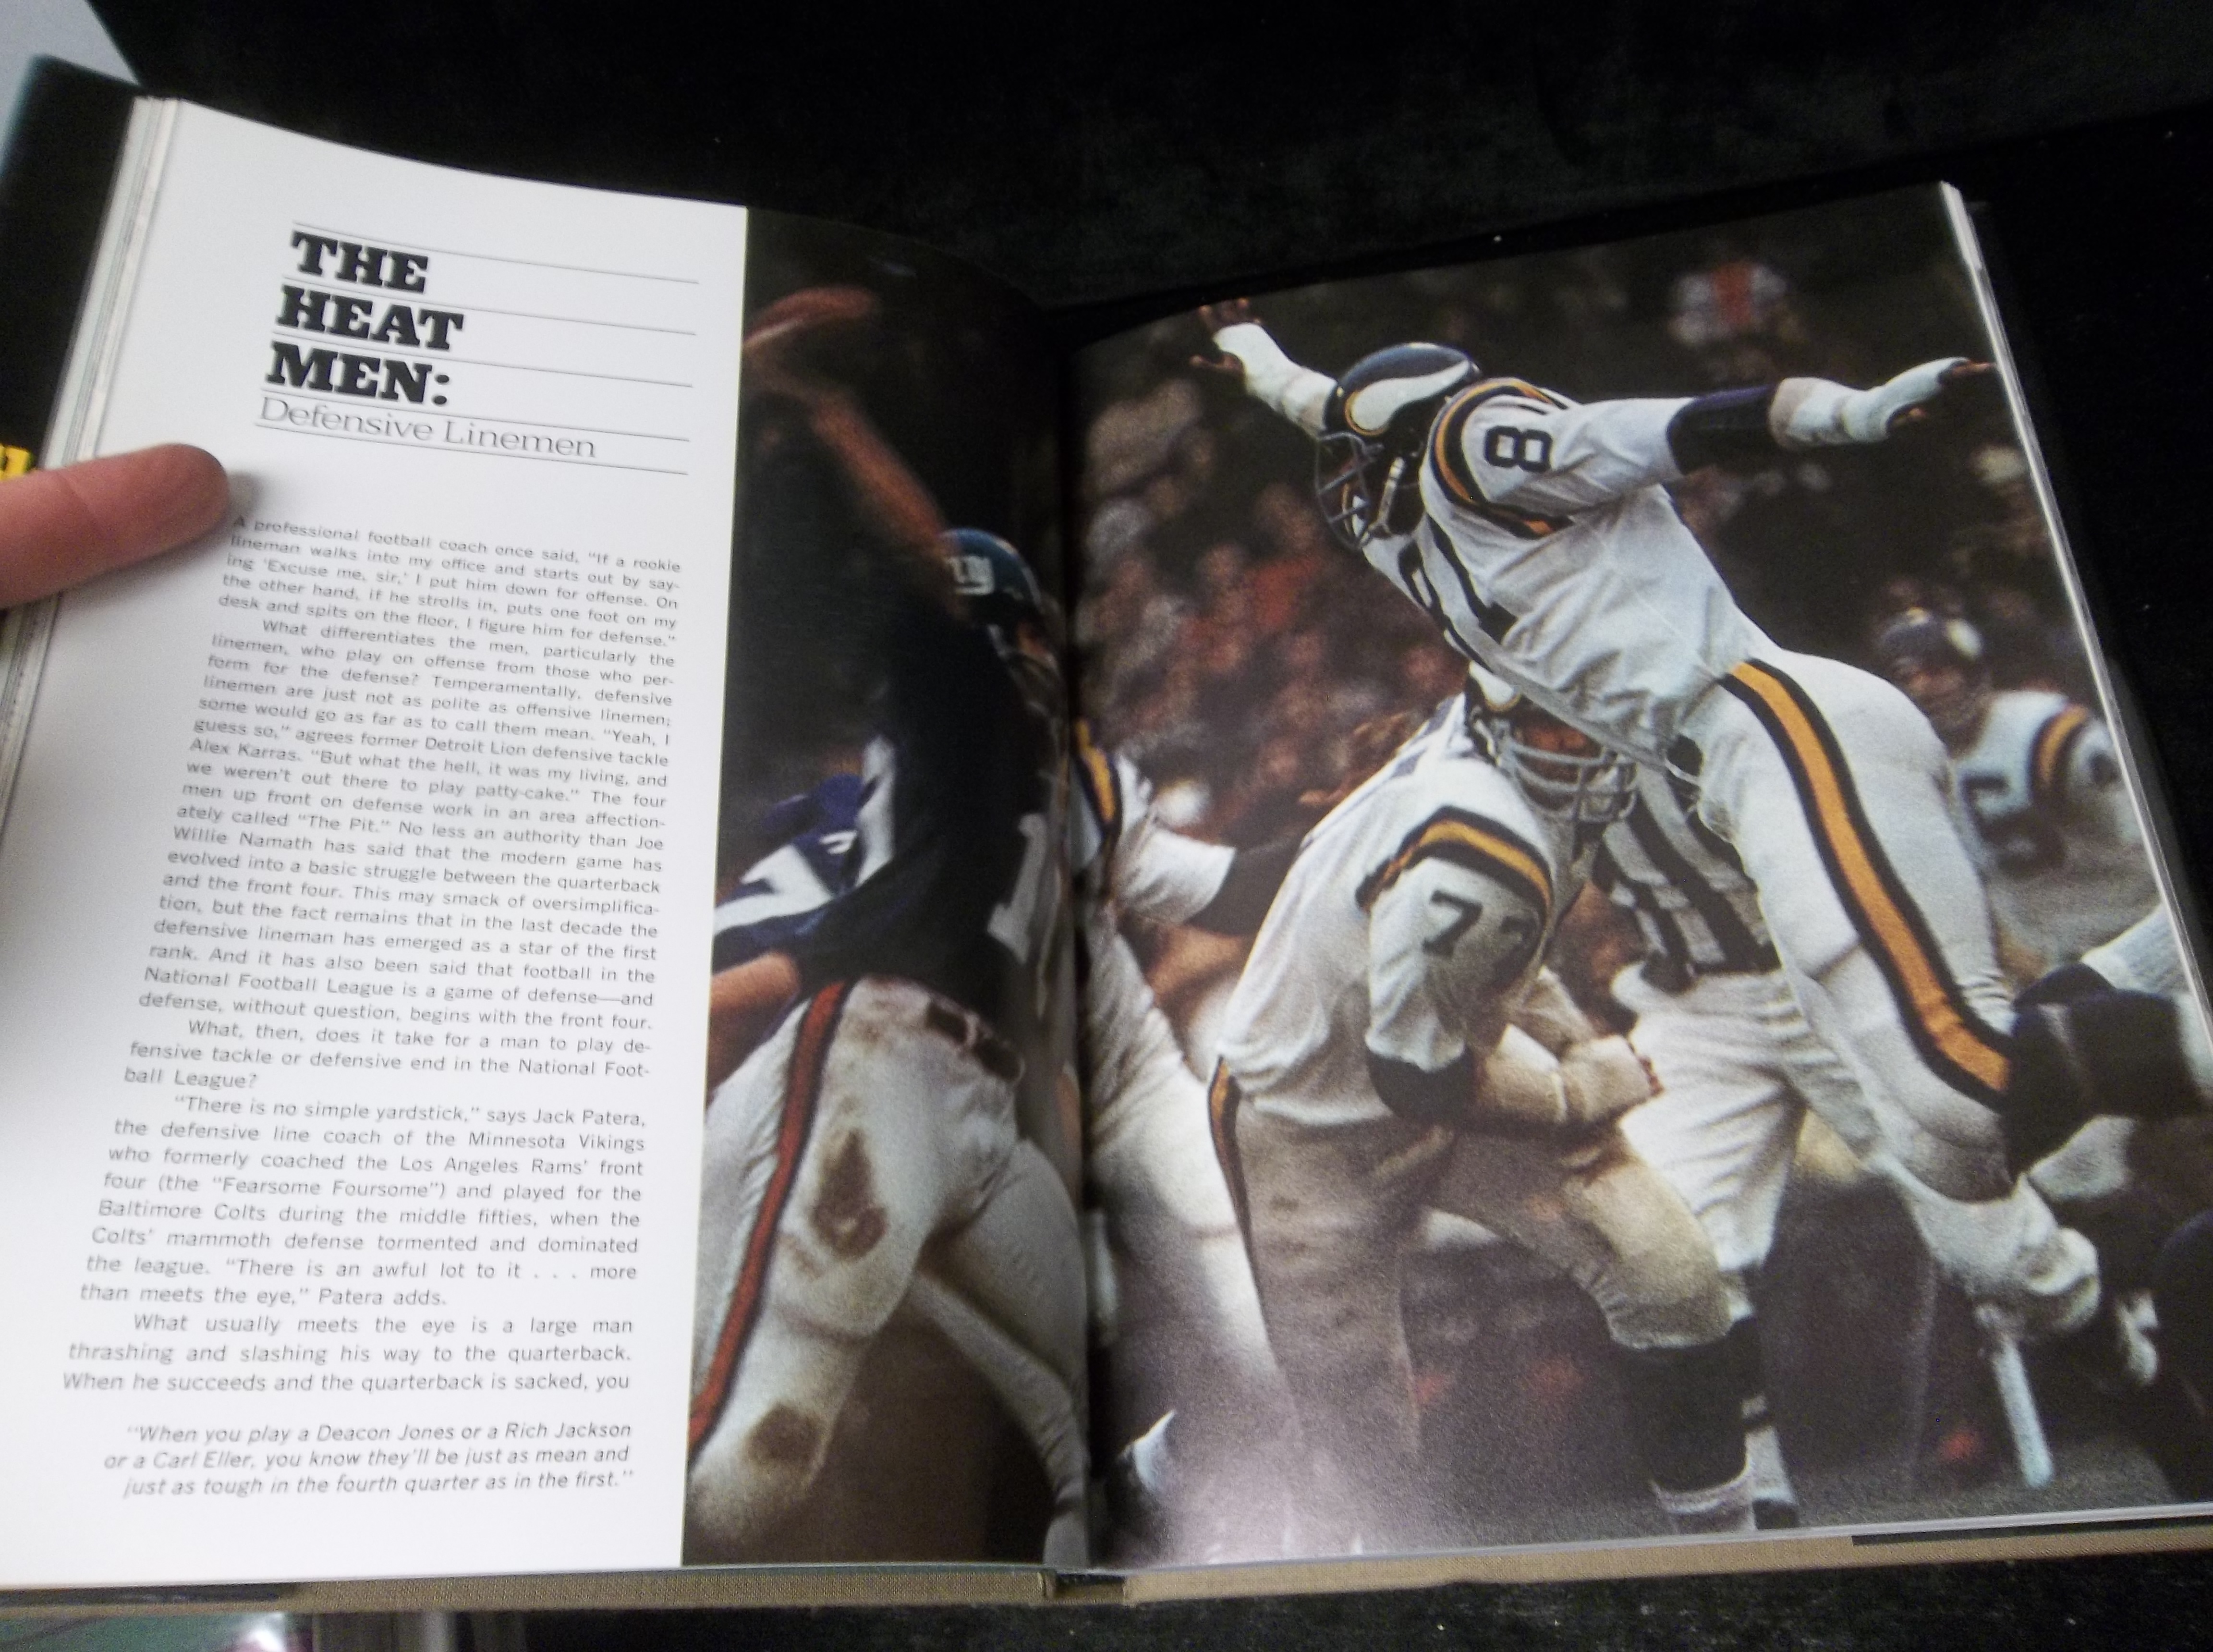 THE
HEAT
MEN:
Defensive Linemen
A professional football coach once said, "If a rookie
lineman walks into my office and starts out by say-
ing 'Excuse me, sir,' I put him down for offense. On
the other hand, if he strolls in, puts one foot on my
desk and spits on the floor, I figure him for defense."
What differentiates the men, particularly the
linemen, who play on offense from those who per-
form for the defense? Temperamentally, defensive
linemen are just not as polite as offensive linemen;
some would go as far as to call them mean. "Yeah, I
guess so," agrees former Detroit Lion defensive tackle
Alex Karras. "But what the hell, it was my living, and
we weren't out there to play patty-cake." The four
men up front on defense work in an area affection-
ately called "The Pit." No less an authority than Joe
Willie Namath has said that the modern game has
evolved into a basic struggle between the quarterback
and the front four. This may smack of oversimplifica-
tion, but the fact remains that in the last decade the
defensive lineman has emerged as a star of the first
rank. And it has also been said that football in the
National Football League is a game of defense—and
defense, without question, begins with the front four.
What, then, does it take for a man to play de-
fensive tackle or defensive end in the National Foot-
ball League?
"There is no simple yardstick," says Jack Patera,
the defensive line coach of the Minnesota Vikings
who formerly coached the Los Angeles Rams' front
four (the "Fearsome Foursome") and played for the
Baltimore Colts during the middle fifties, when the
Colts' mammoth defense tormented and dominated
the league. "There is an awful lot to it . . . more
than meets the eye," Patera adds.
What usually meets the eye is a large man
thrashing and slashing his way to the quarterback.
When he succeeds and the quarterback is sacked, you
"When you play a Deacon Jones or a Rich Jackson
or a Carl Eller, you know they'll be just as mean and
just as tough in the fourth quarter as in the first."
ny
1
8
7